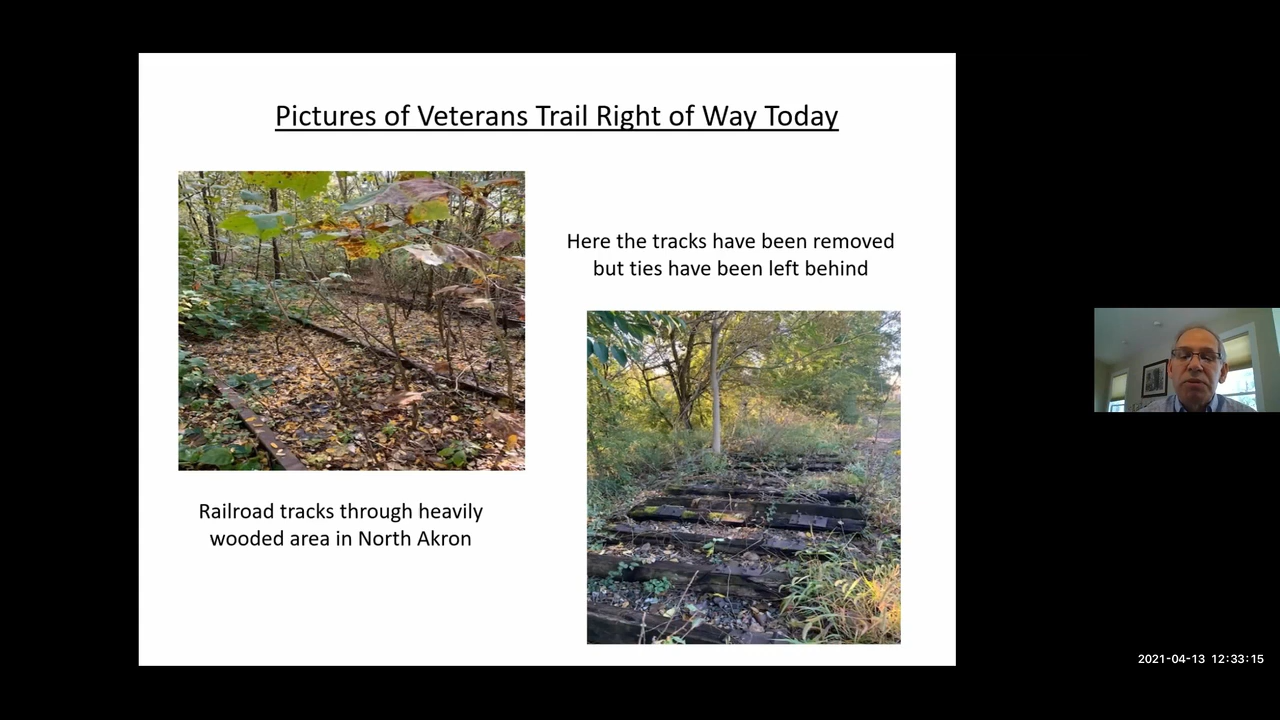 Pictures of Veterans Trail Right of Way Today
Here the tracks have been removed
but ties have been left behind
Railroad tracks through heavily
wooded area in North Akron
2021-04-13 12:33:15